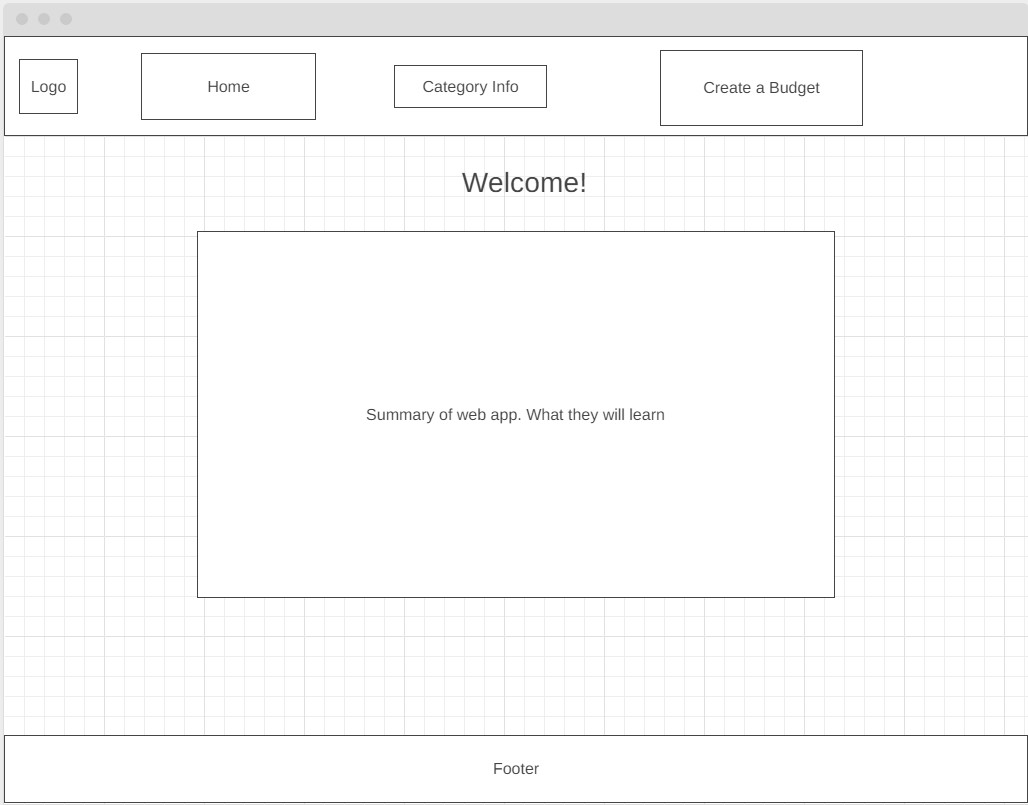 Logo
Home
Category Info
Create a Budget
Welcome!
Summary of web app. What they will learn
Footer